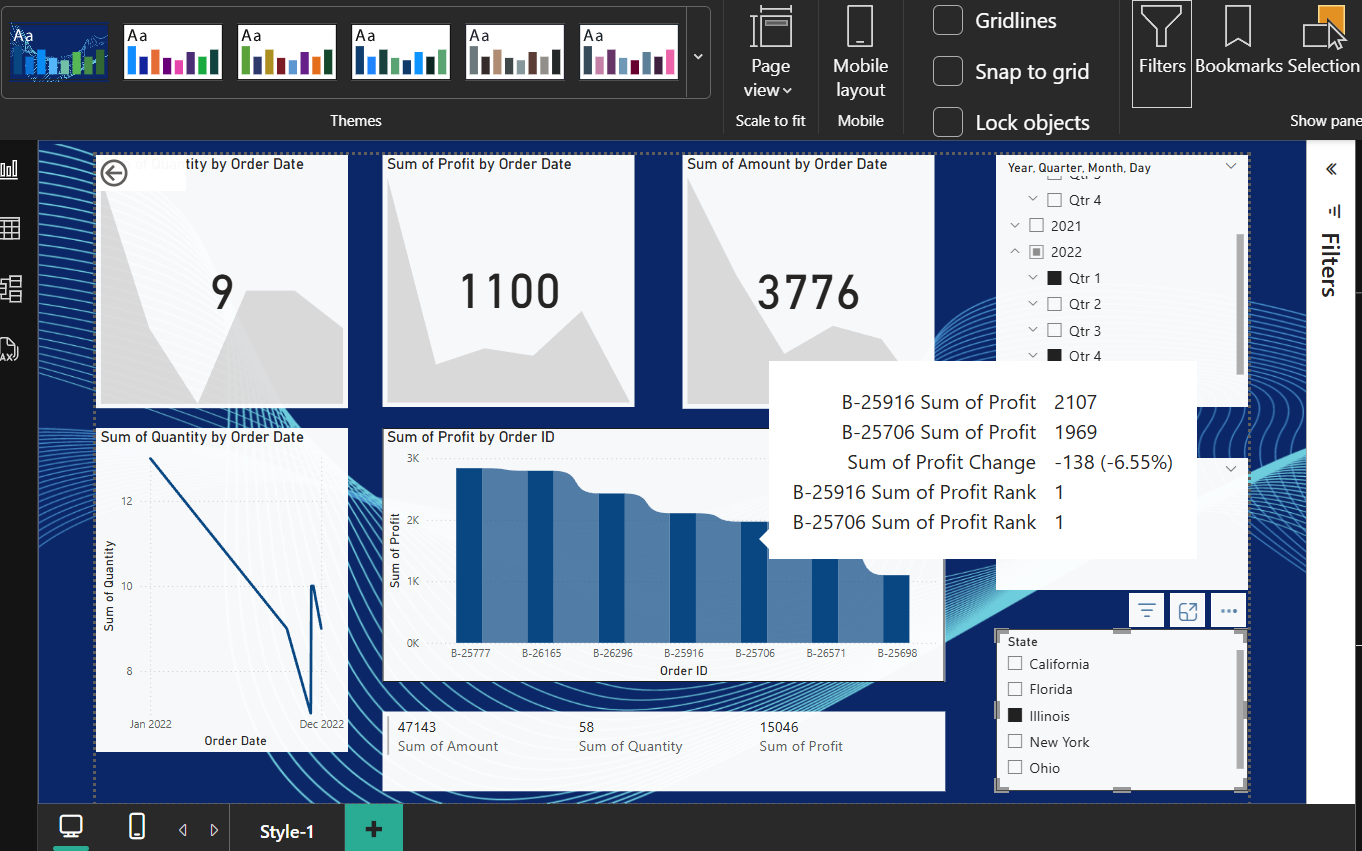 Aa
Aa
Aa
Aa
Aa
Aa
Themes
Page
view
Scale to fit
Mobile
layout
Mobile
Gridlines
Snap to grid
Lock objects
Filters
Bookmarks
Selection
Show pane
by Order Date
Sum of Profit by Order Date
Sum of Amount by Order Date
9
1100
3776
Year, Quarter, Month, Day
Qtr 4
2021
2022
Qtr 1
Qtr 2
Qtr 3
Qtr 4
Filters
B-25916 Sum of Profit 2107
B-25706 Sum of Profit 1969
Sum of Profit Change -138 (-6.55%)
B-25916 Sum of Profit Rank 1
B-25706 Sum of Profit Rank 1
Sum of Quantity by Order Date
12
10
8
Sum of Quantity
Jan 2022 Dec 2022
Order Date
Sum of Profit by Order ID
3K
2K
1K
0K
Sum of Profit
B-25777 B-26165 B-26296 B-25916 B-25706 B-26571 B-25698
Order ID
47143 58 15046
Sum of Amount Sum of Quantity Sum of Profit
State
California
Florida
Illinois
New York
Ohio
Style-1